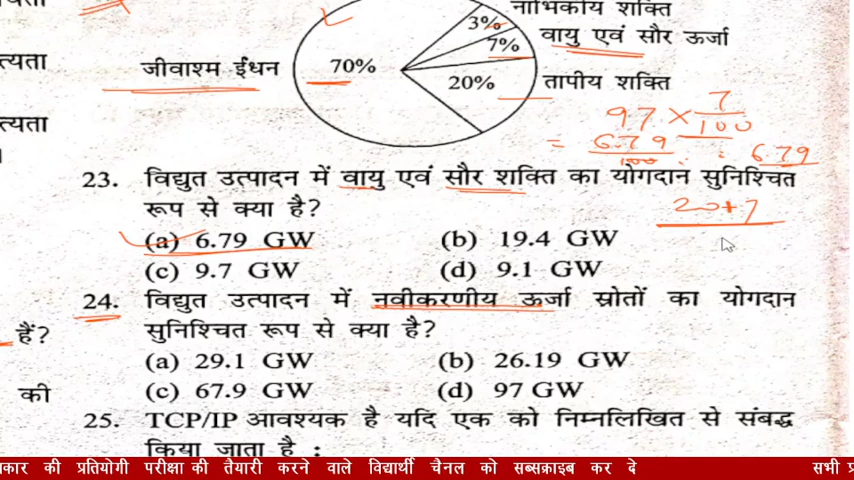 नाभिकीय शक्ति
3%
वायु एवं सौर ऊर्जा
7%
त्यता
जीवाश्म ईंधन
70%
20%
तापीय शक्ति
97 × 7/100
= 6.79/100 = 6.79
त्यता
23. विद्युत उत्पादन में वायु एवं सौर शक्ति का योगदान सुनिश्चित
रूप से क्या है?
20+7
(a) 6.79 GW (b) 19.4 GW
(c) 9.7 GW (d) 9.1 GW
24. विद्युत उत्पादन में नवीकरणीय ऊर्जा स्रोतों का योगदान
हैं?
सुनिश्चित रूप से क्या है?
(a) 29.1 GW (b) 26.19 GW
की
(c) 67.9 GW (d) 97 GW
25. TCP/IP आवश्यक है यदि एक को निम्नलिखित से संबद्ध
किया जाता है :
कार की प्रतियोगी परीक्षा की तैयारी करने वाले विद्यार्थी चैनल को सब्सक्राइब कर दे
सभी